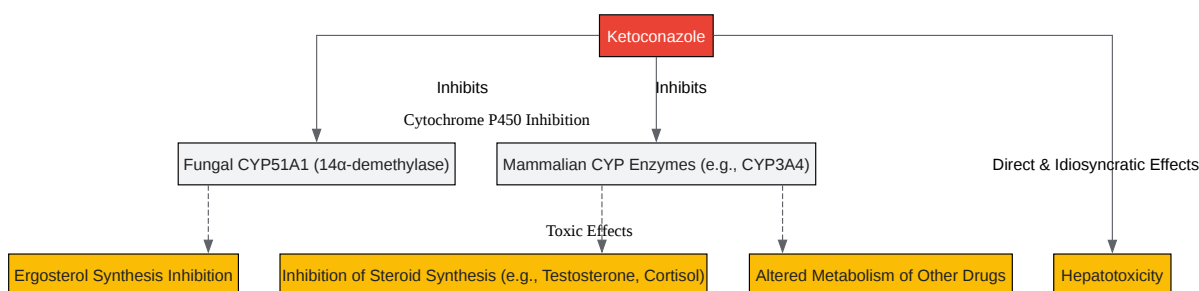 Ketoconazole
Inhibits
Inhibits
Cytochrome P450 Inhibition
Fungal CYP51A1 (14α-demethylase)
Mammalian CYP Enzymes (e.g., CYP3A4)
Direct & Idiosyncratic Effects
Toxic Effects
Ergosterol Synthesis Inhibition
Inhibition of Steroid Synthesis (e.g., Testosterone, Cortisol)
Altered Metabolism of Other Drugs
Hepatotoxicity